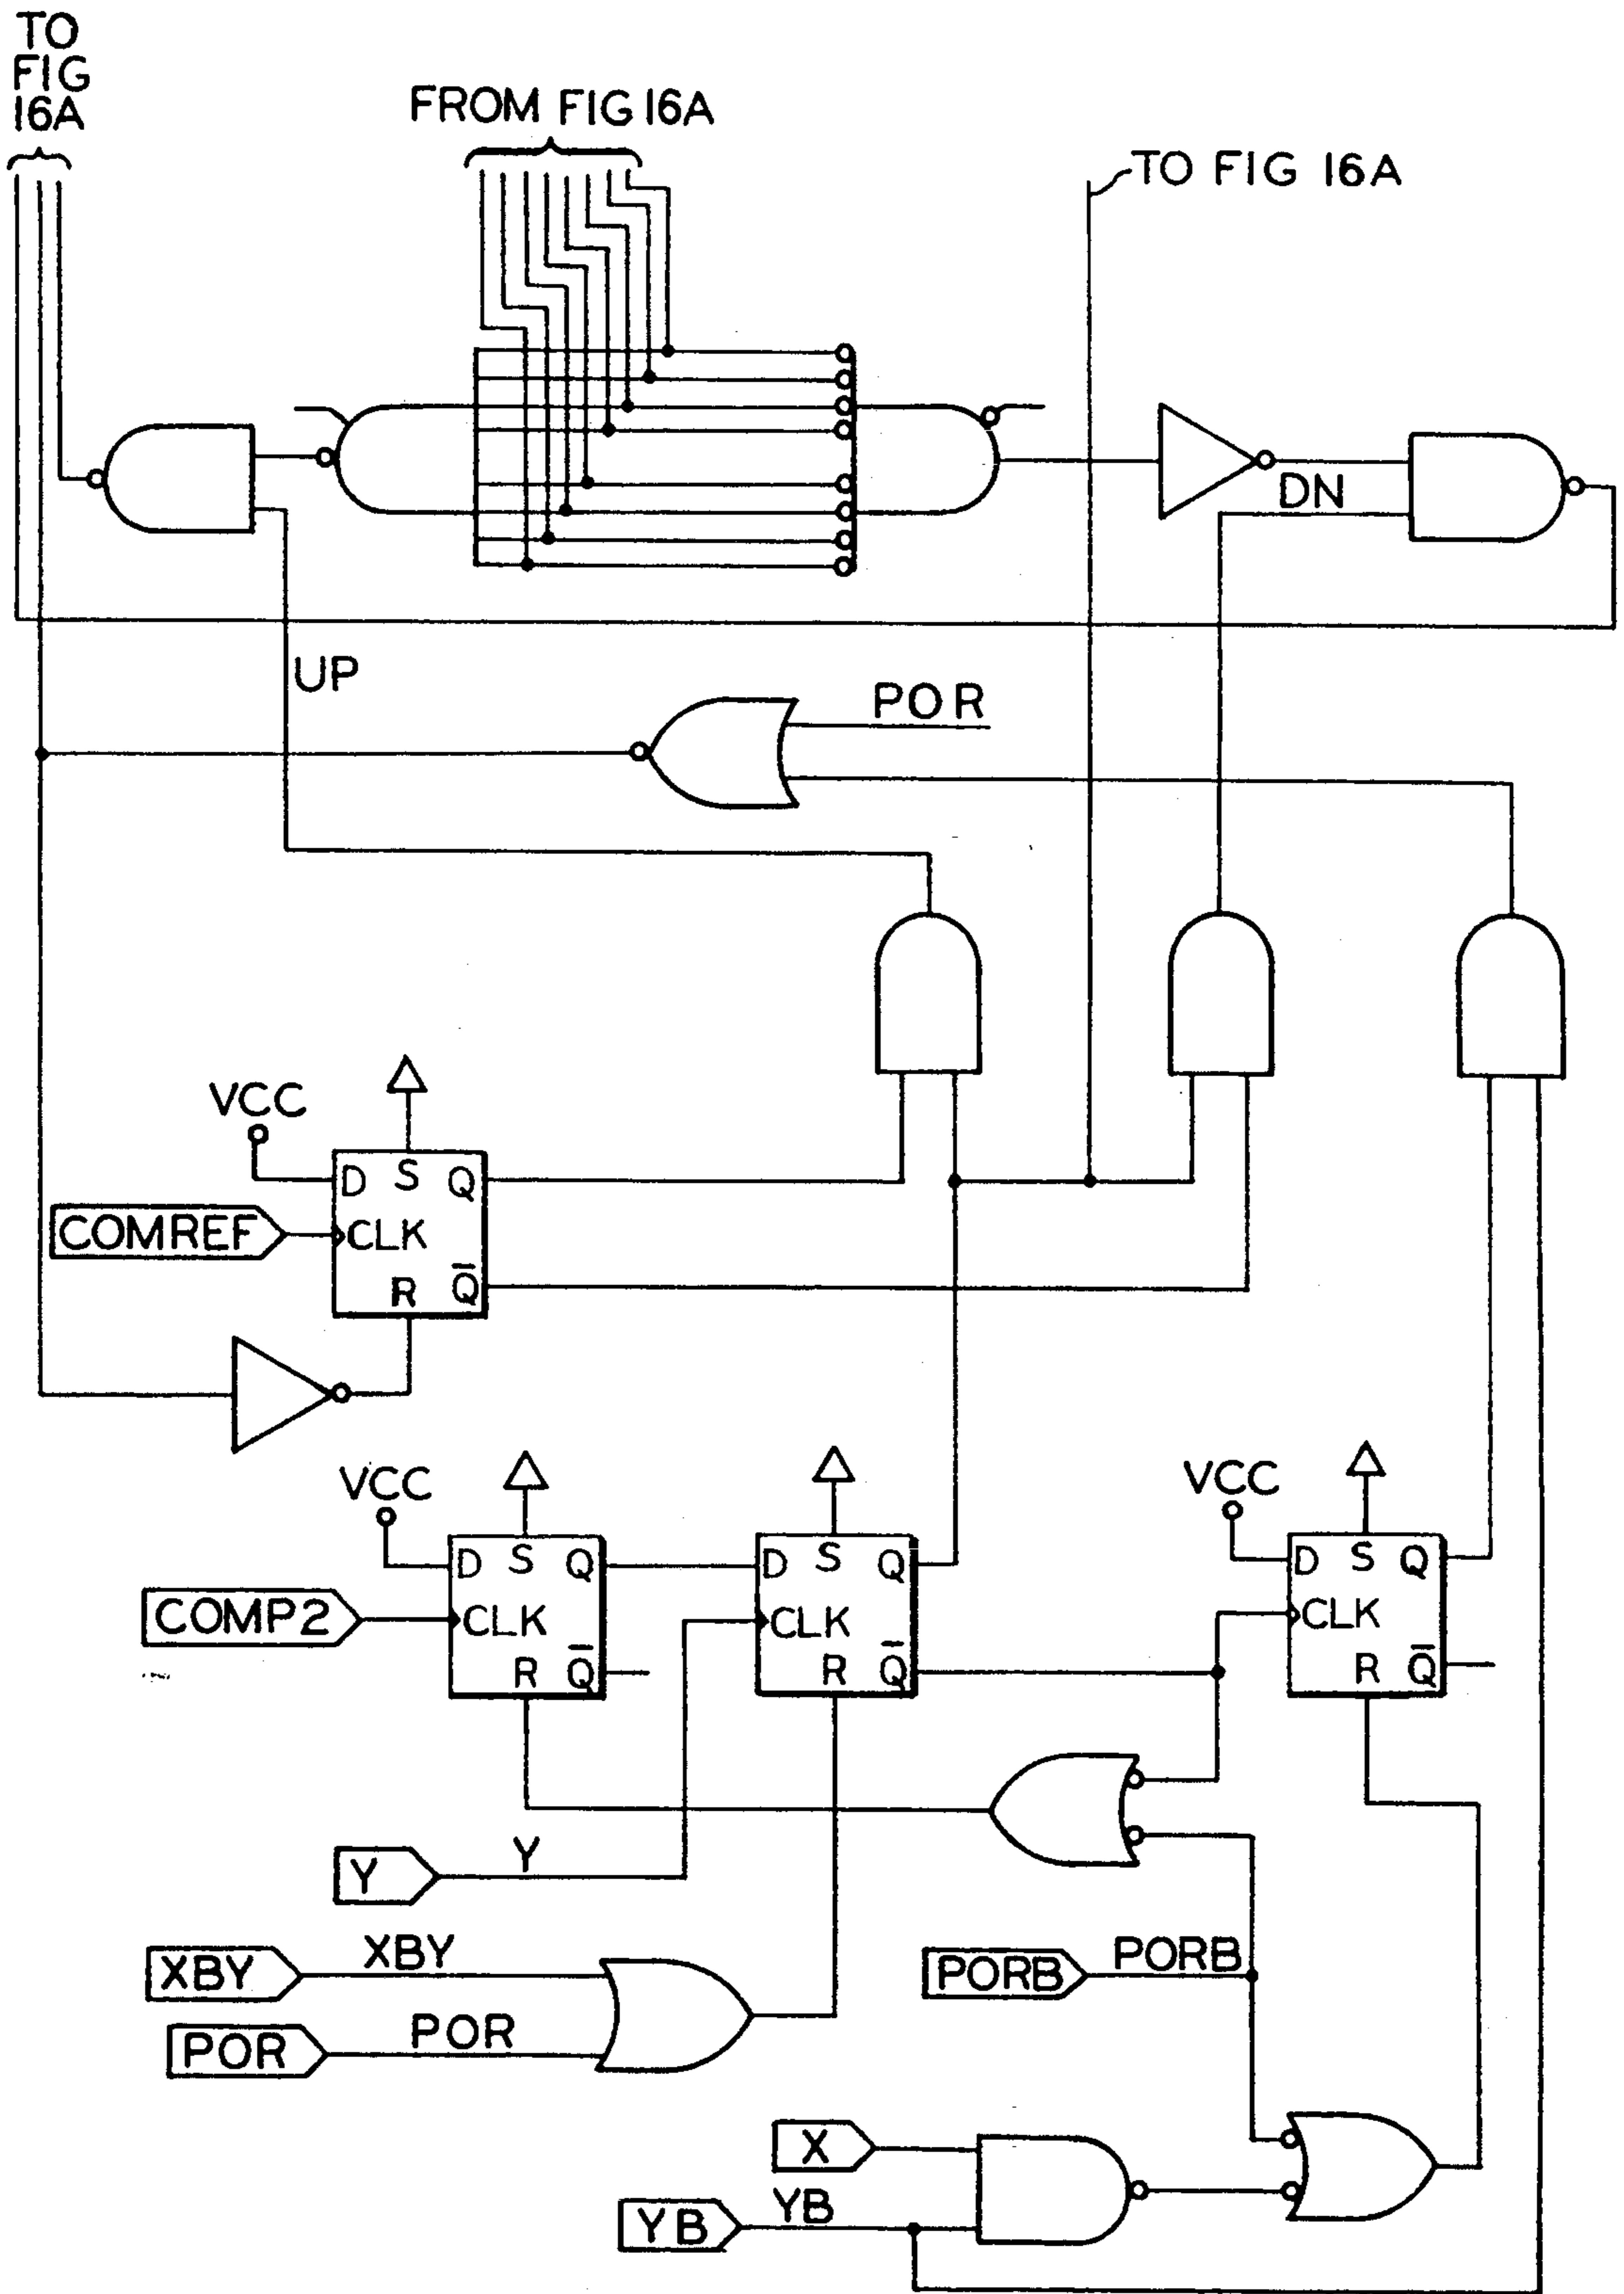 TO
FIG
16A
FROM FIG 16A
TO FIG 16A
DN
UP
POR
VCC
D S Q
COMREF
CLK
R Q̅
VCC
VCC
D S Q
D S Q
D S Q
COMP2
CLK
CLK
CLK
R Q̅
R Q̅
R Q̅
Y
Y
XBY
XBY
PORB
PORB
POR
POR
X
YB
YB